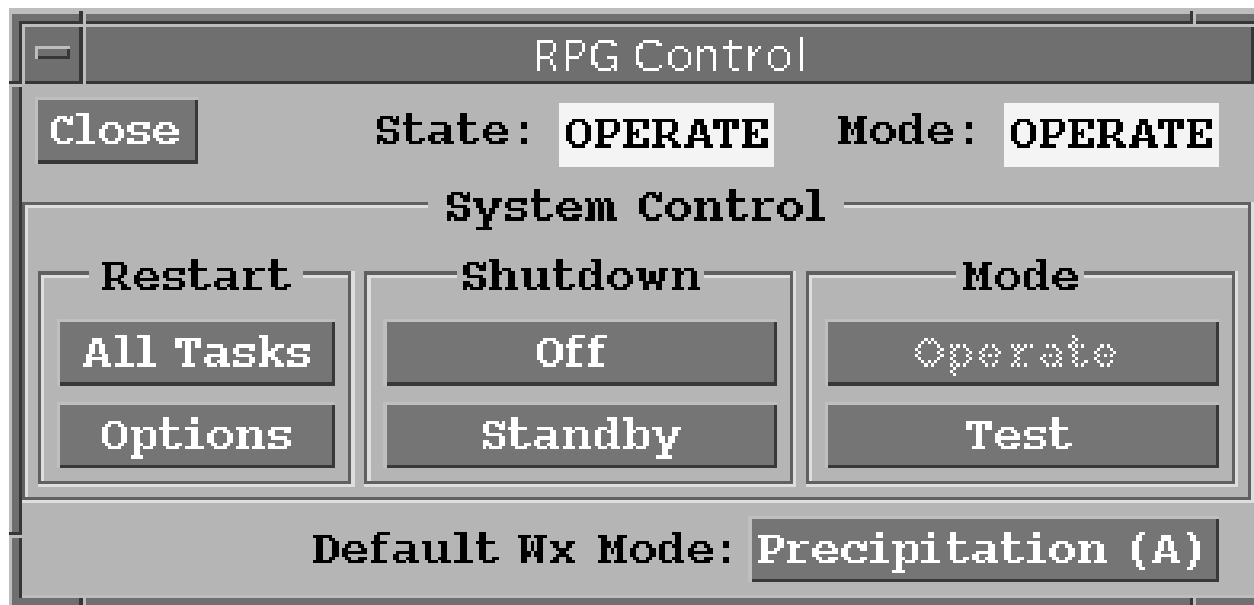 RPG Control
Close State: OPERATE Mode: OPERATE
System Control
Restart Shutdown Mode
All Tasks Off Operate
Options Standby Test
Default Wx Mode: Precipitation (A)